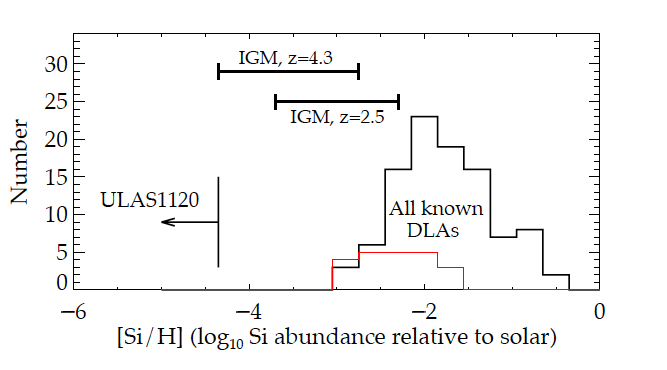 IGM, z=4.3
IGM, z=2.5
ULAS1120
All known
DLAs
Number
30
25
20
15
10
5
0
−6
−4
−2
0
[Si/H] (log₁₀ Si abundance relative to solar)